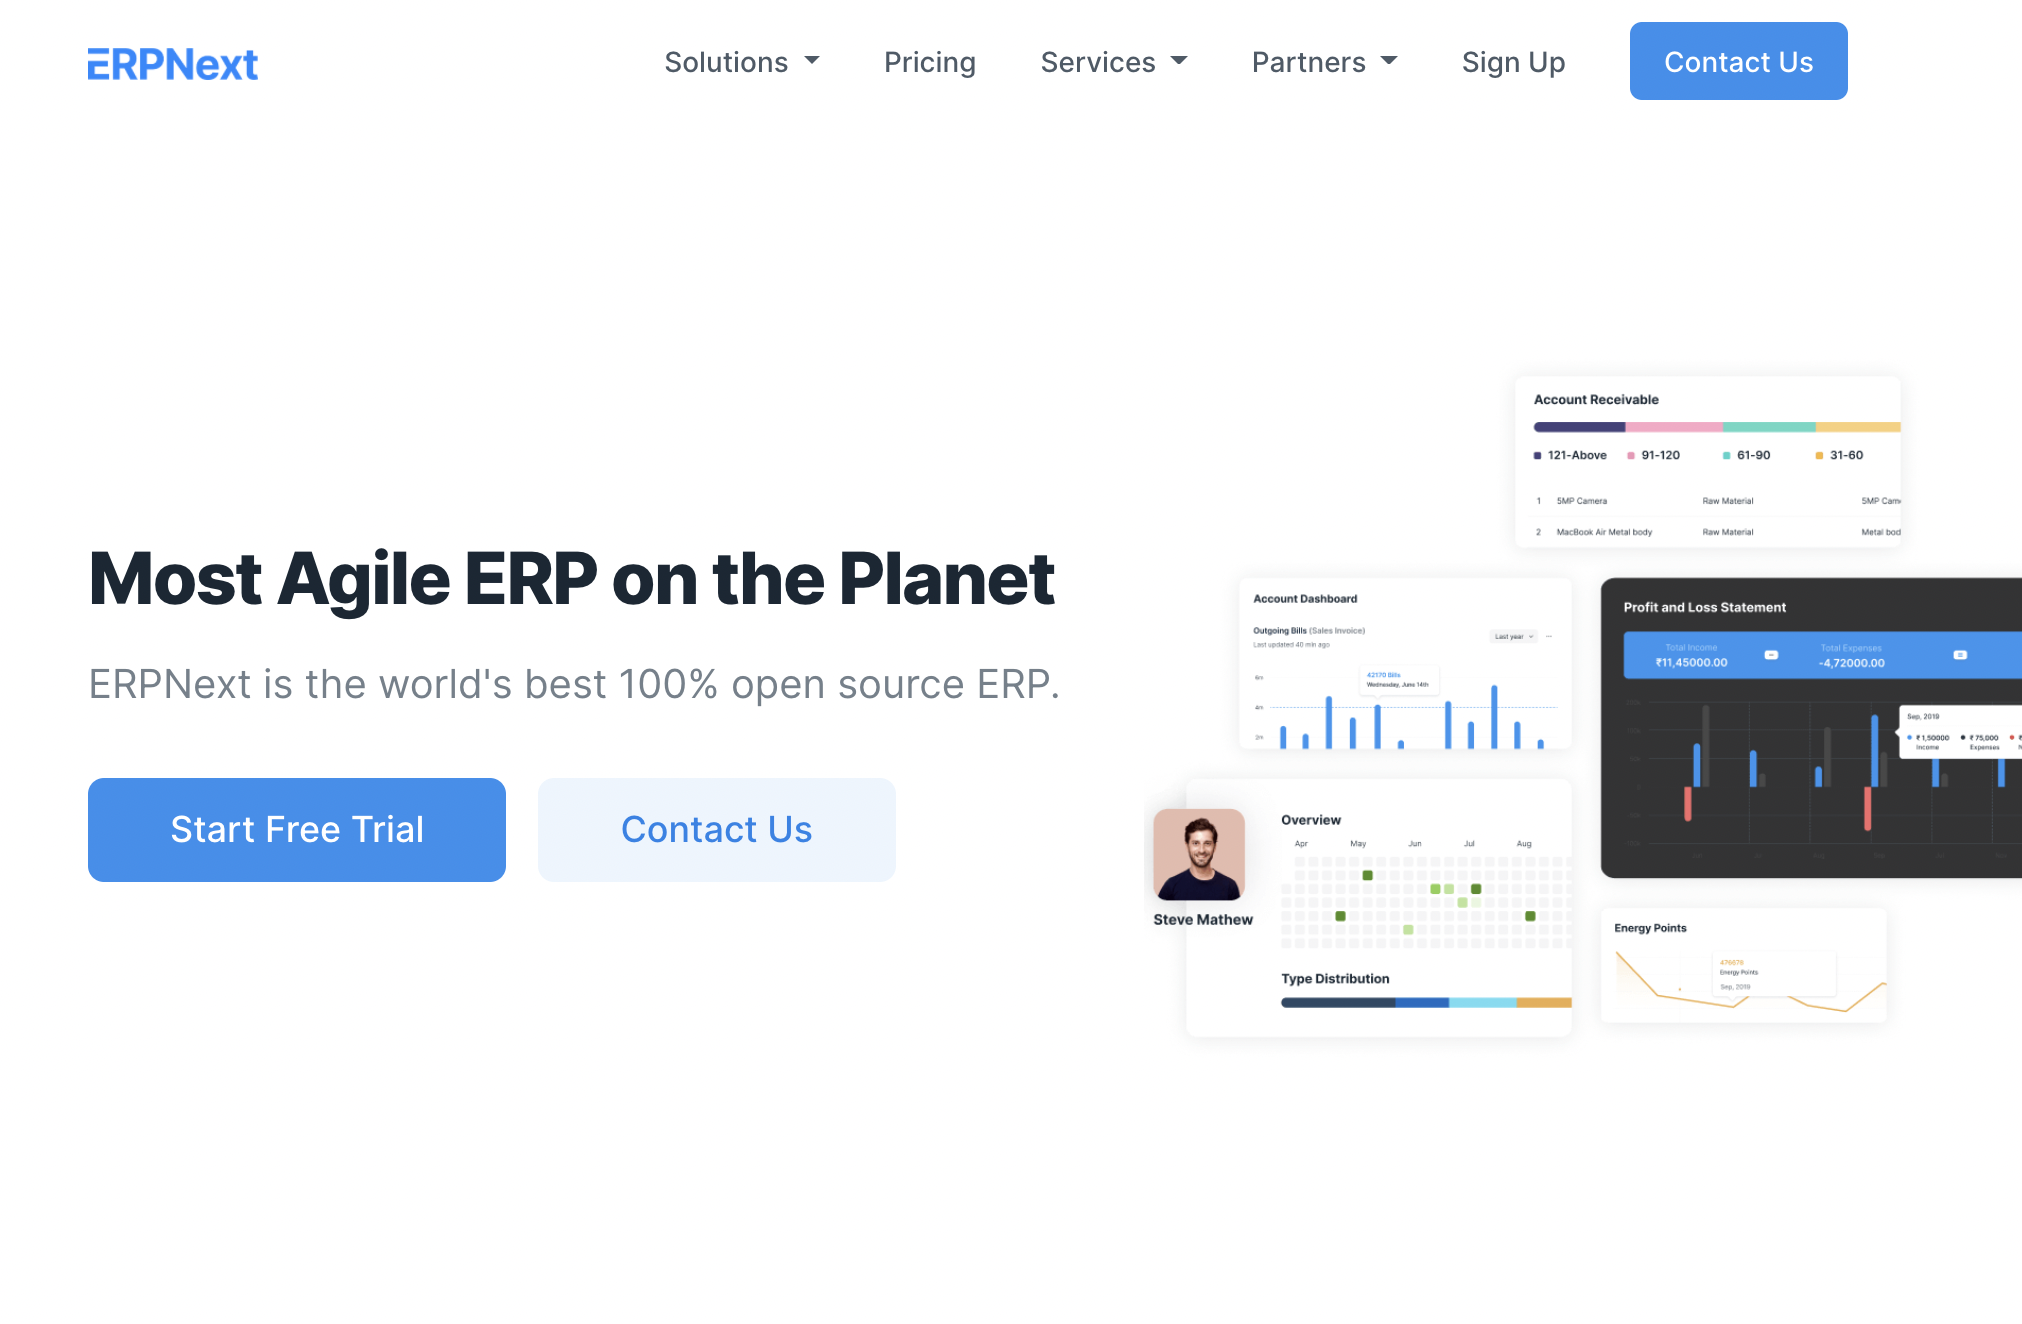 ERPNext
Solutions
Pricing
Services
Partners
Sign Up
Contact Us
Most Agile ERP on the Planet
ERPNext is the world's best 100% open source ERP.
Start Free Trial
Contact Us
Account Receivable
121-Above 91-120 61-90 31-60
1 5MP Camera Raw Material 5MP Cam
2 MacBook Air Metal body Raw Material Metal bod
Account Dashboard
Outgoing Bills (Sales Invoice)
Last updated 40 min ago
Last year
42170 Bills
Wednesday, June 14th
6m
4m
2m
Profit and Loss Statement
Total Income
₹11,45000.00
Total Expenses
-4,72000.00
Sep, 2019
₹ 1,50000 ₹ 75,000 ₹
Income Expenses
Steve Mathew
Overview
Apr May Jun Jul Aug
Type Distribution
Energy Points
476676
Energy Points
Sep, 2019